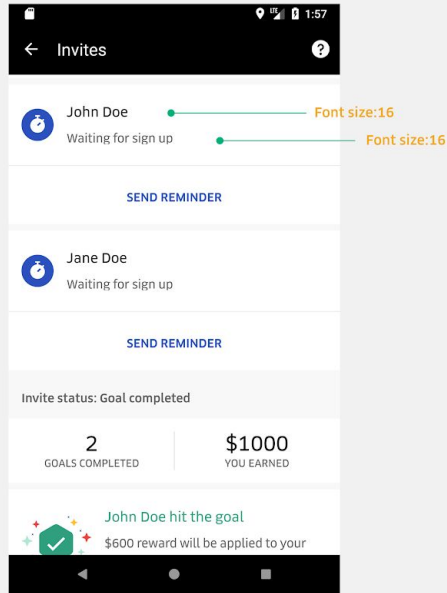 LTE 1:57
Invites ?
John Doe
Font size:16
Waiting for sign up
Font size:16
SEND REMINDER
Jane Doe
Waiting for sign up
SEND REMINDER
Invite status: Goal completed
2 $1000
GOALS COMPLETED YOU EARNED
John Doe hit the goal
$600 reward will be applied to your